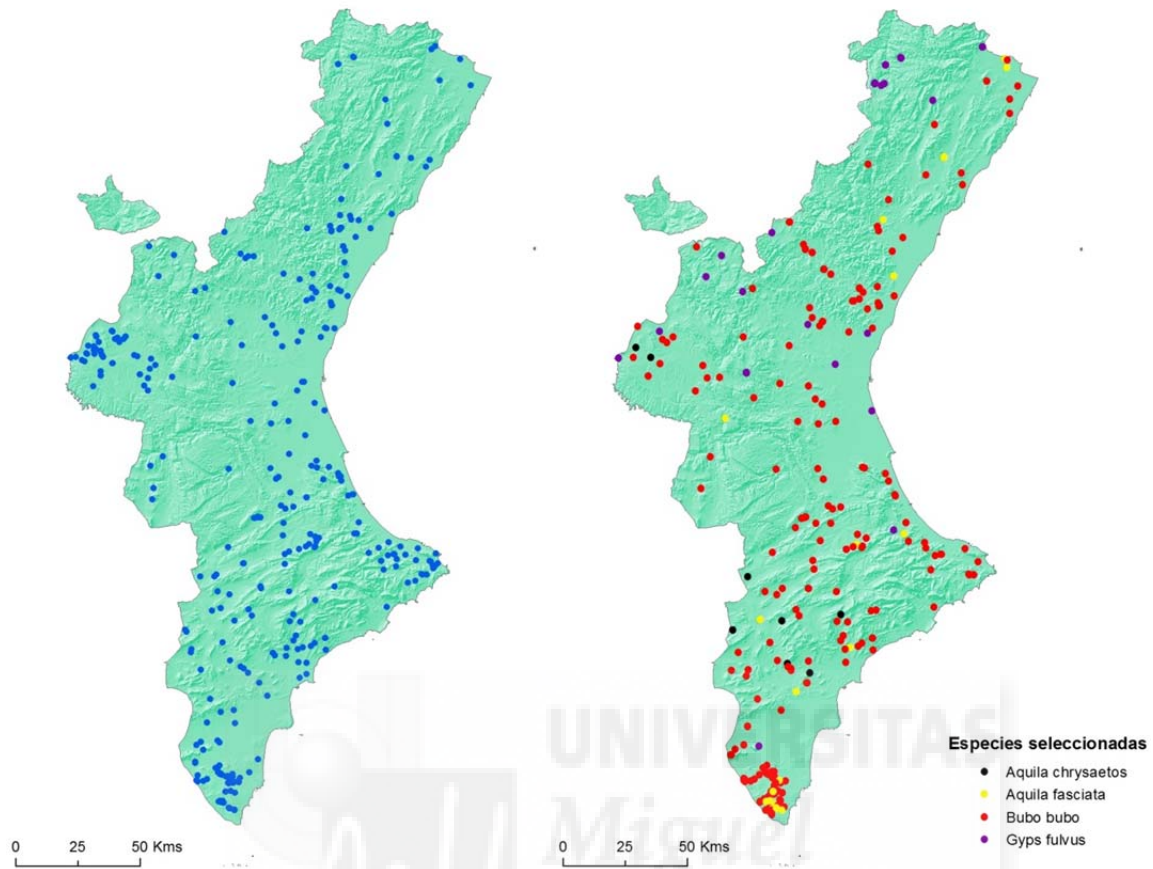 UNIVERSITAS
Miguel
Especies seleccionadas
Aquila chrysaetos
Aquila fasciata
Bubo bubo
Gyps fulvus
0 25 50 Kms
0 25 50 Kms